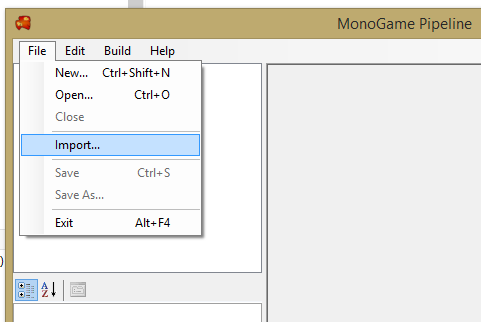 MonoGame Pipeline
File Edit Build Help
New... Ctrl+Shift+N
Open... Ctrl+O
Close
Import...
Save Ctrl+S
Save As...
Exit Alt+F4
)
A
Z